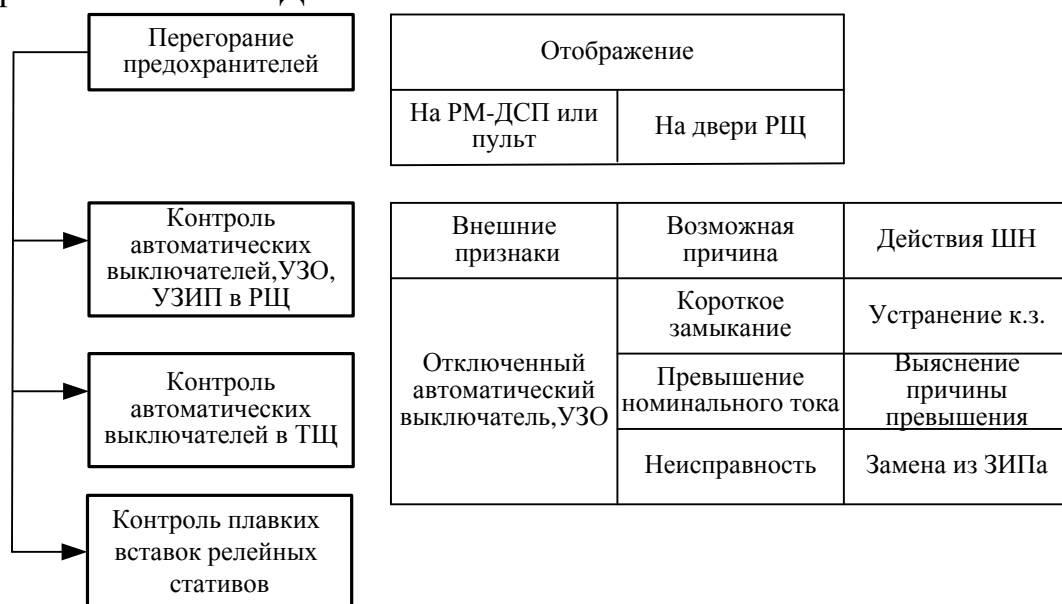 Перегорание
предохранителей
Отображение
На РМ-ДСП или
пульт
На двери РЩ
Контроль
автоматических
выключателей,УЗО,
УЗИП в РЩ
Внешние
признаки
Возможная
причина
Действия ШН
Отключенный
автоматический
выключатель,УЗО
Короткое
замыкание
Устранение к.з.
Превышение
номинального тока
Выяснение
причины
превышения
Неисправность
Замена из ЗИПа
Контроль
автоматических
выключателей в ТЩ
Контроль плавких
вставок релейных
стативов